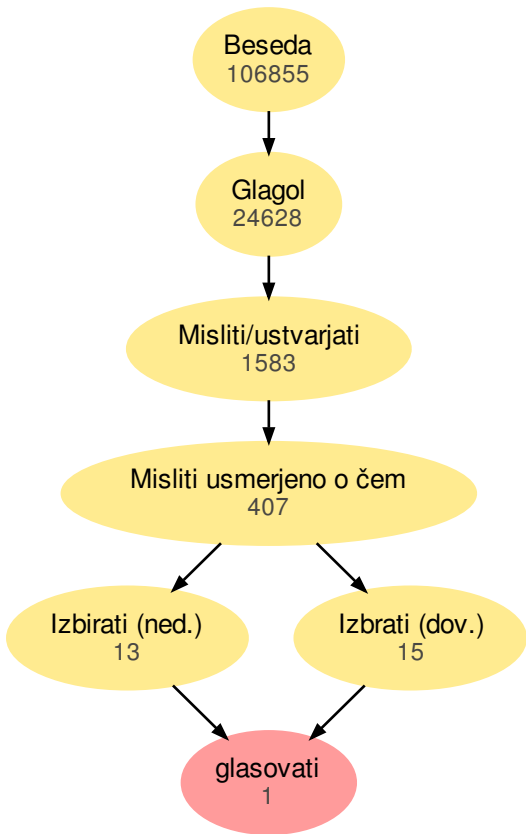 Beseda
106855
Glagol
24628
Misliti/ustvarjati
1583
Misliti usmerjeno o čem
407
Izbirati (ned.)
13
Izbrati (dov.)
15
glasovati
1